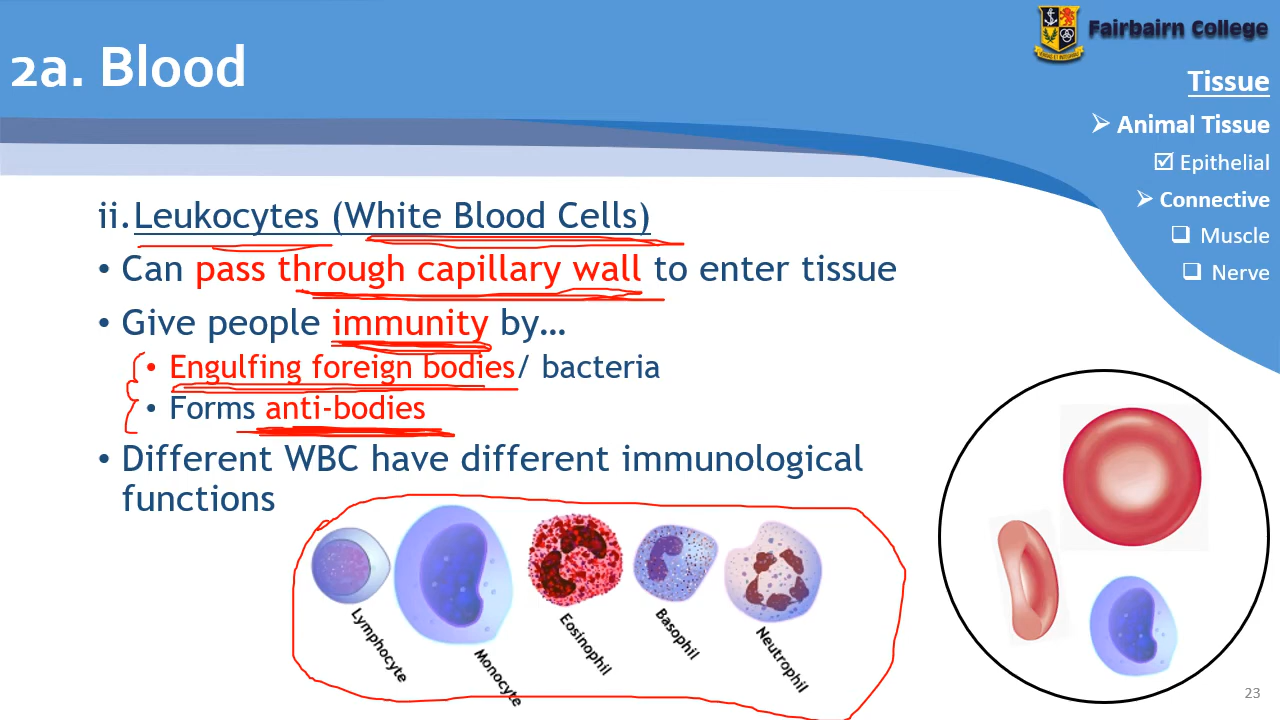 2a. Blood
Fairbairn College
Tissue
➢ Animal Tissue
☑ Epithelial
➢ Connective
❑ Muscle
❑ Nerve
ii. Leukocytes (White Blood Cells)
• Can pass through capillary wall to enter tissue
• Give people immunity by…
• Engulfing foreign bodies/ bacteria
• Forms anti-bodies
• Different WBC have different immunological
functions
Lymphocyte
Monocyte
Eosinophil
Basophil
Neutrophil
23